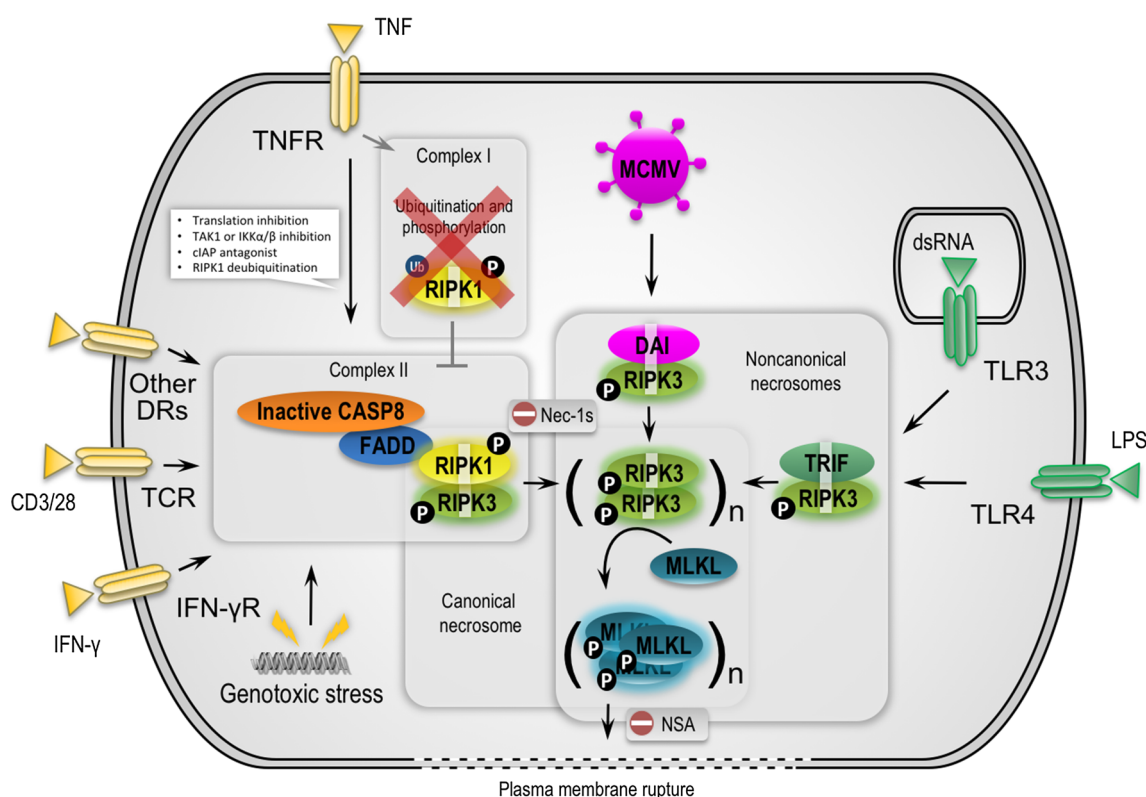 TNF
TNFR
Complex I
Ubiquitination and
phosphorylation
Ub
P
RIPK1
• Translation inhibition
• TAK1 or IKKα/β inhibition
• cIAP antagonist
• RIPK1 deubiquitination
MCMV
dsRNA
TLR3
Other
DRs
Complex II
Inactive CASP8
FADD
P
RIPK1
RIPK3
P
Nec-1s
DAI
RIPK3
P
Noncanonical
necrosomes
CD3/28
TCR
RIPK3
P
RIPK3
P
( )n
TRIF
RIPK3
P
LPS
TLR4
MLKL
IFN-γ
IFN-γR
Genotoxic stress
Canonical
necrosome
MLKL
MLKL
MLKL
P
P
P
( )n
NSA
Plasma membrane rupture